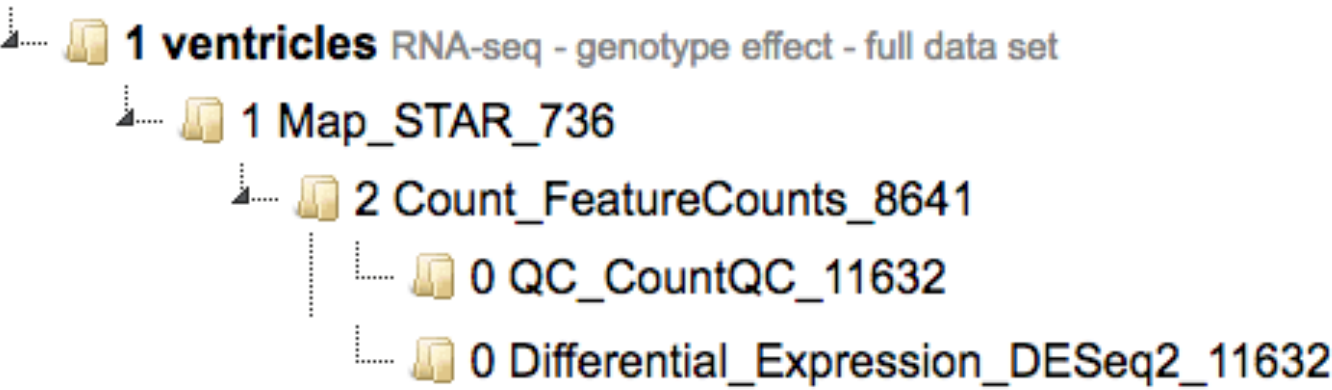 1 ventricles RNA-seq - genotype effect - full data set
1 Map_STAR_736
2 Count_FeatureCounts_8641
0 QC_CountQC_11632
0 Differential_Expression_DESeq2_11632